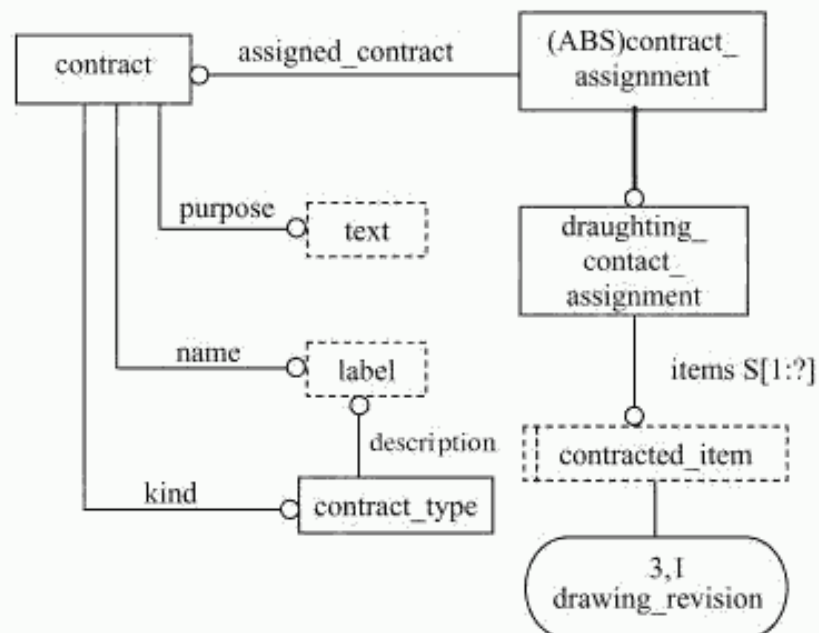 contract
assigned_contract
(ABS)contract_
assignment
purpose
text
draughting_
contact_
assignment
name
label
items S[1:?]
description
contracted_item
kind
contract_type
3,I
drawing_revision